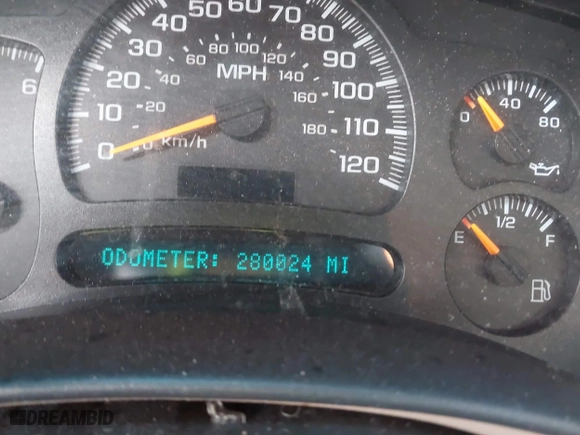 40 50 60 70 80
30 60 80 100 120 90
20 40 MPH 140 100
10 20 160 110
0 0 km/h 180 120
6
0 40 80
E 1/2 F
ODOMETER: 280024 MI
DREAMBID